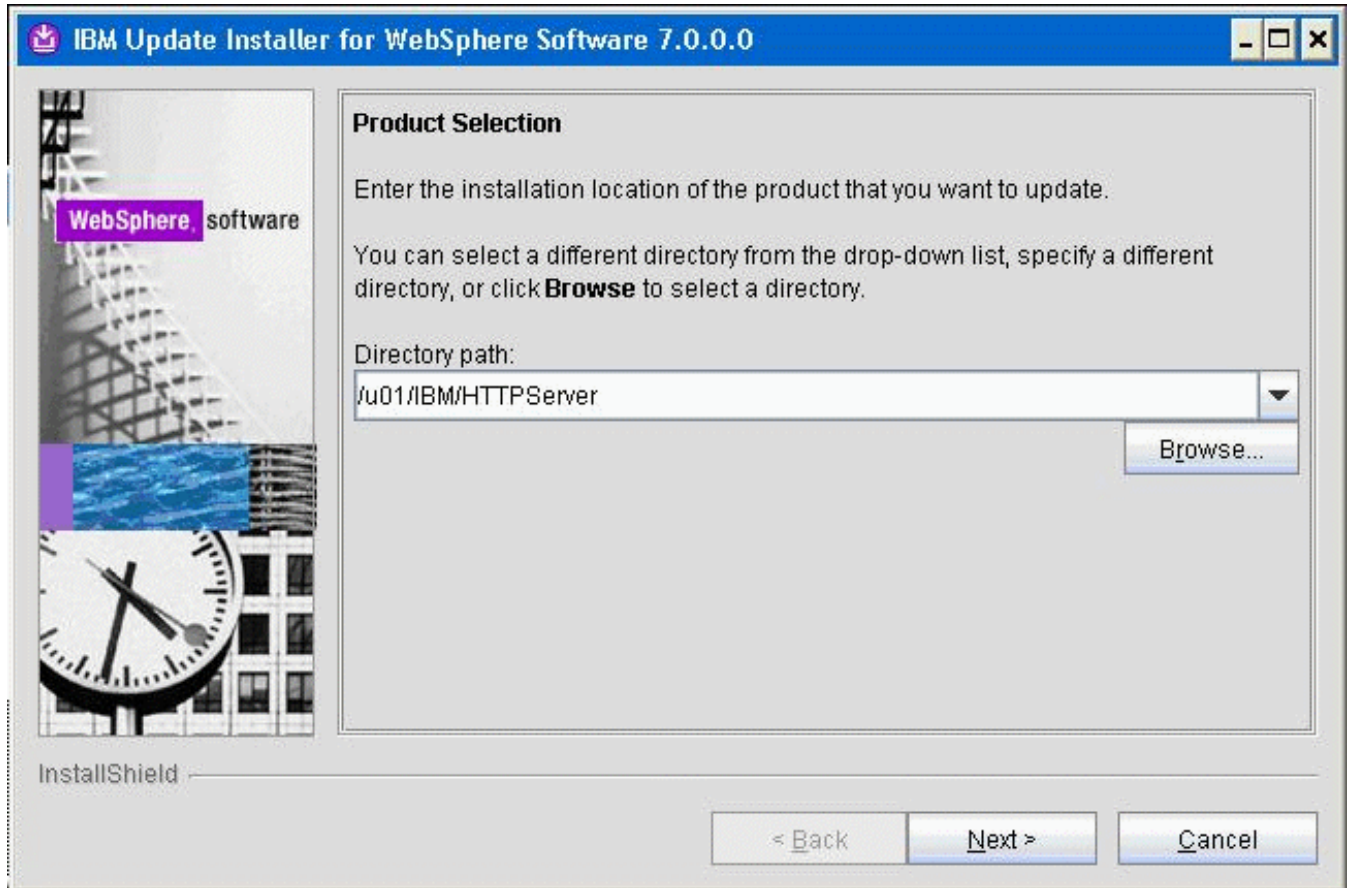 IBM Update Installer for WebSphere Software 7.0.0.0
Product Selection
Enter the installation location of the product that you want to update.
WebSphere. software
You can select a different directory from the drop-down list, specify a different
directory, or click Browse to select a directory.
Directory path:
/u01/IBM/HTTPServer
Browse...
InstallShield
< Back
Next >
Cancel